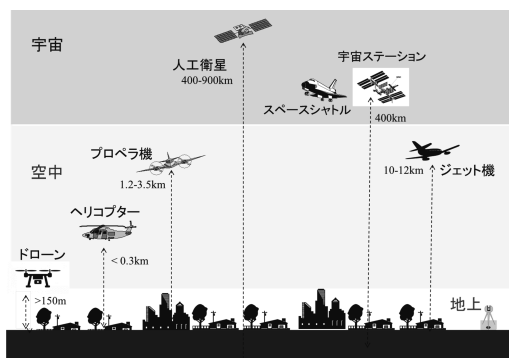 宇宙
人工衛星
400-900km
宇宙ステーション
スペースシャトル
400km
空中
プロペラ機
1.2-3.5km
10-12km
ジェット機
ヘリコプター
< 0.3km
ドローン
>150m
地上